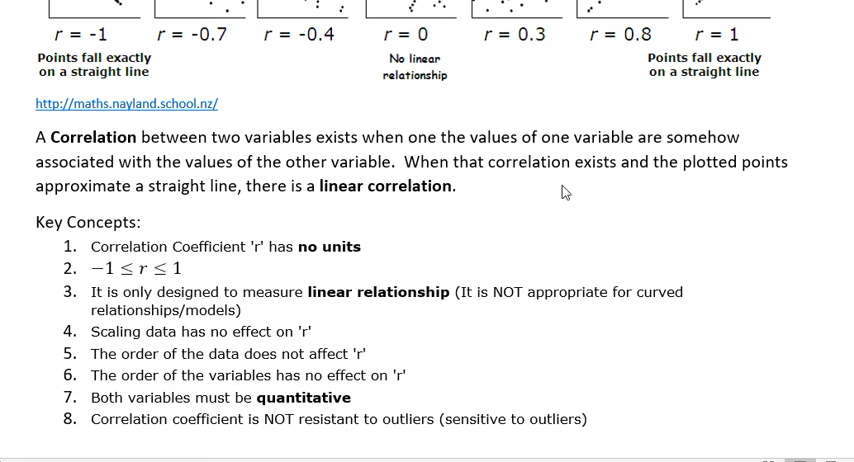 r = -1 r = -0.7 r = -0.4 r = 0 r = 0.3 r = 0.8 r = 1
Points fall exactly No linear Points fall exactly
on a straight line relationship on a straight line
http://maths.nayland.school.nz/
A Correlation between two variables exists when one the values of one variable are somehow
associated with the values of the other variable. When that correlation exists and the plotted points
approximate a straight line, there is a linear correlation.
Key Concepts:
1. Correlation Coefficient 'r' has no units
2. −1 ≤ r ≤ 1
3. It is only designed to measure linear relationship (It is NOT appropriate for curved
relationships/models)
4. Scaling data has no effect on 'r'
5. The order of the data does not affect 'r'
6. The order of the variables has no effect on 'r'
7. Both variables must be quantitative
8. Correlation coefficient is NOT resistant to outliers (sensitive to outliers)